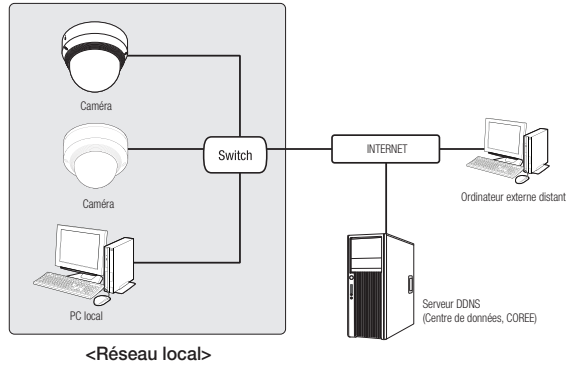 Caméra
Switch
INTERNET
Ordinateur externe distant
Caméra
PC local
Serveur DDNS
(Centre de données, COREE)
<Réseau local>